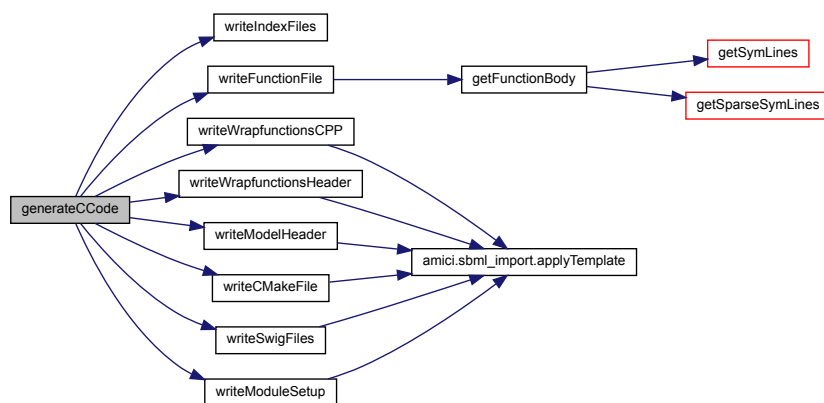 writeIndexFiles
getSymLines
writeFunctionFile
getFunctionBody
getSparseSymLines
writeWrapfunctionsCPP
writeWrapfunctionsHeader
generateCCode
writeModelHeader
amici.sbml_import.applyTemplate
writeCMakeFile
writeSwigFiles
writeModuleSetup